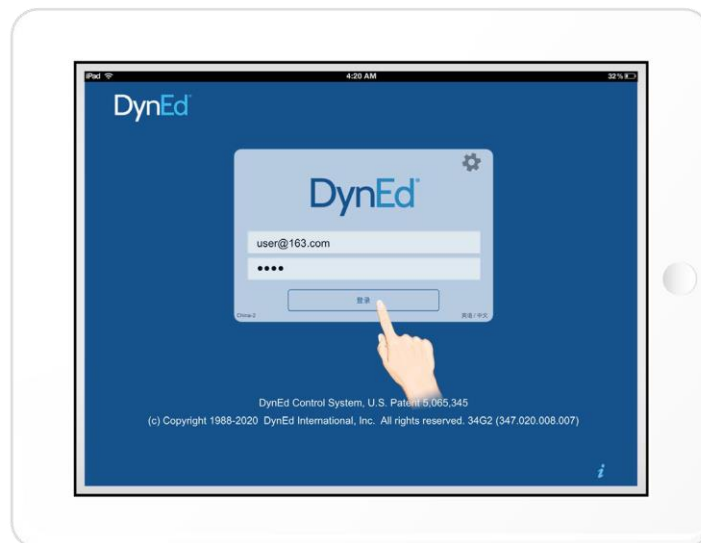 iPad 4:20 AM 32%
DynEd
DynEd
user@163.com
••••
登录
China-2 英语 / 中文
DynEd Control System, U.S. Patent 5,065,345
(c) Copyright 1988-2020 DynEd International, Inc. All rights reserved. 34G2 (347.020.008.007)
i